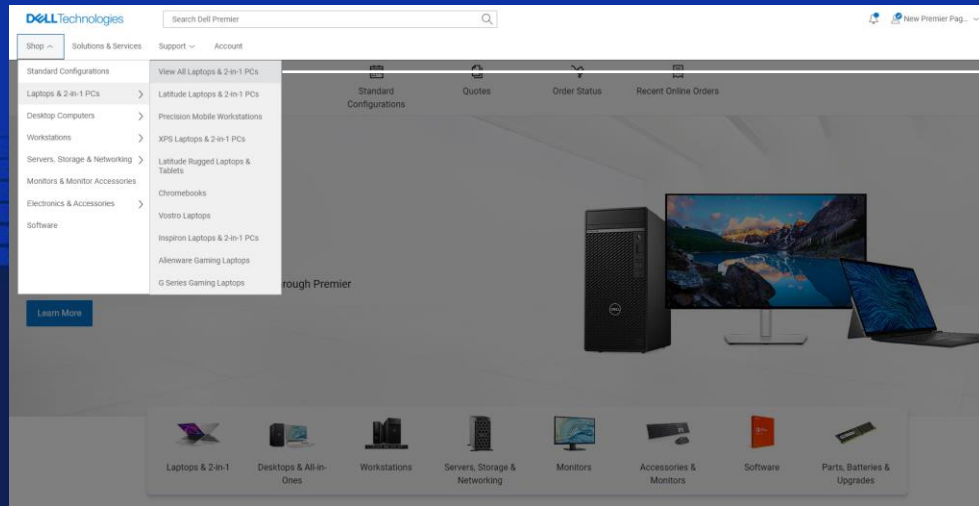 DELLTechnologies
Search Dell Premier
New Premier Pag...
Shop
Solutions & Services
Support
Account
Standard Configurations
Laptops & 2-in-1 PCs
Desktop Computers
Workstations
Servers, Storage & Networking
Monitors & Monitor Accessories
Electronics & Accessories
Software
View All Laptops & 2-in-1 PCs
Latitude Laptops & 2-in-1 PCs
Precision Mobile Workstations
XPS Laptops & 2-in-1 PCs
Latitude Rugged Laptops &
Tablets
Chromebooks
Vostro Laptops
Inspiron Laptops & 2-in-1 PCs
Alienware Gaming Laptops
G Series Gaming Laptops
Standard
Configurations
Quotes
Order Status
Recent Online Orders
rough Premier
Learn More
DELL
Laptops & 2-in-1
Desktops & All-in-
Ones
Workstations
Servers, Storage &
Networking
Monitors
Accessories &
Monitors
Software
Parts, Batteries &
Upgrades